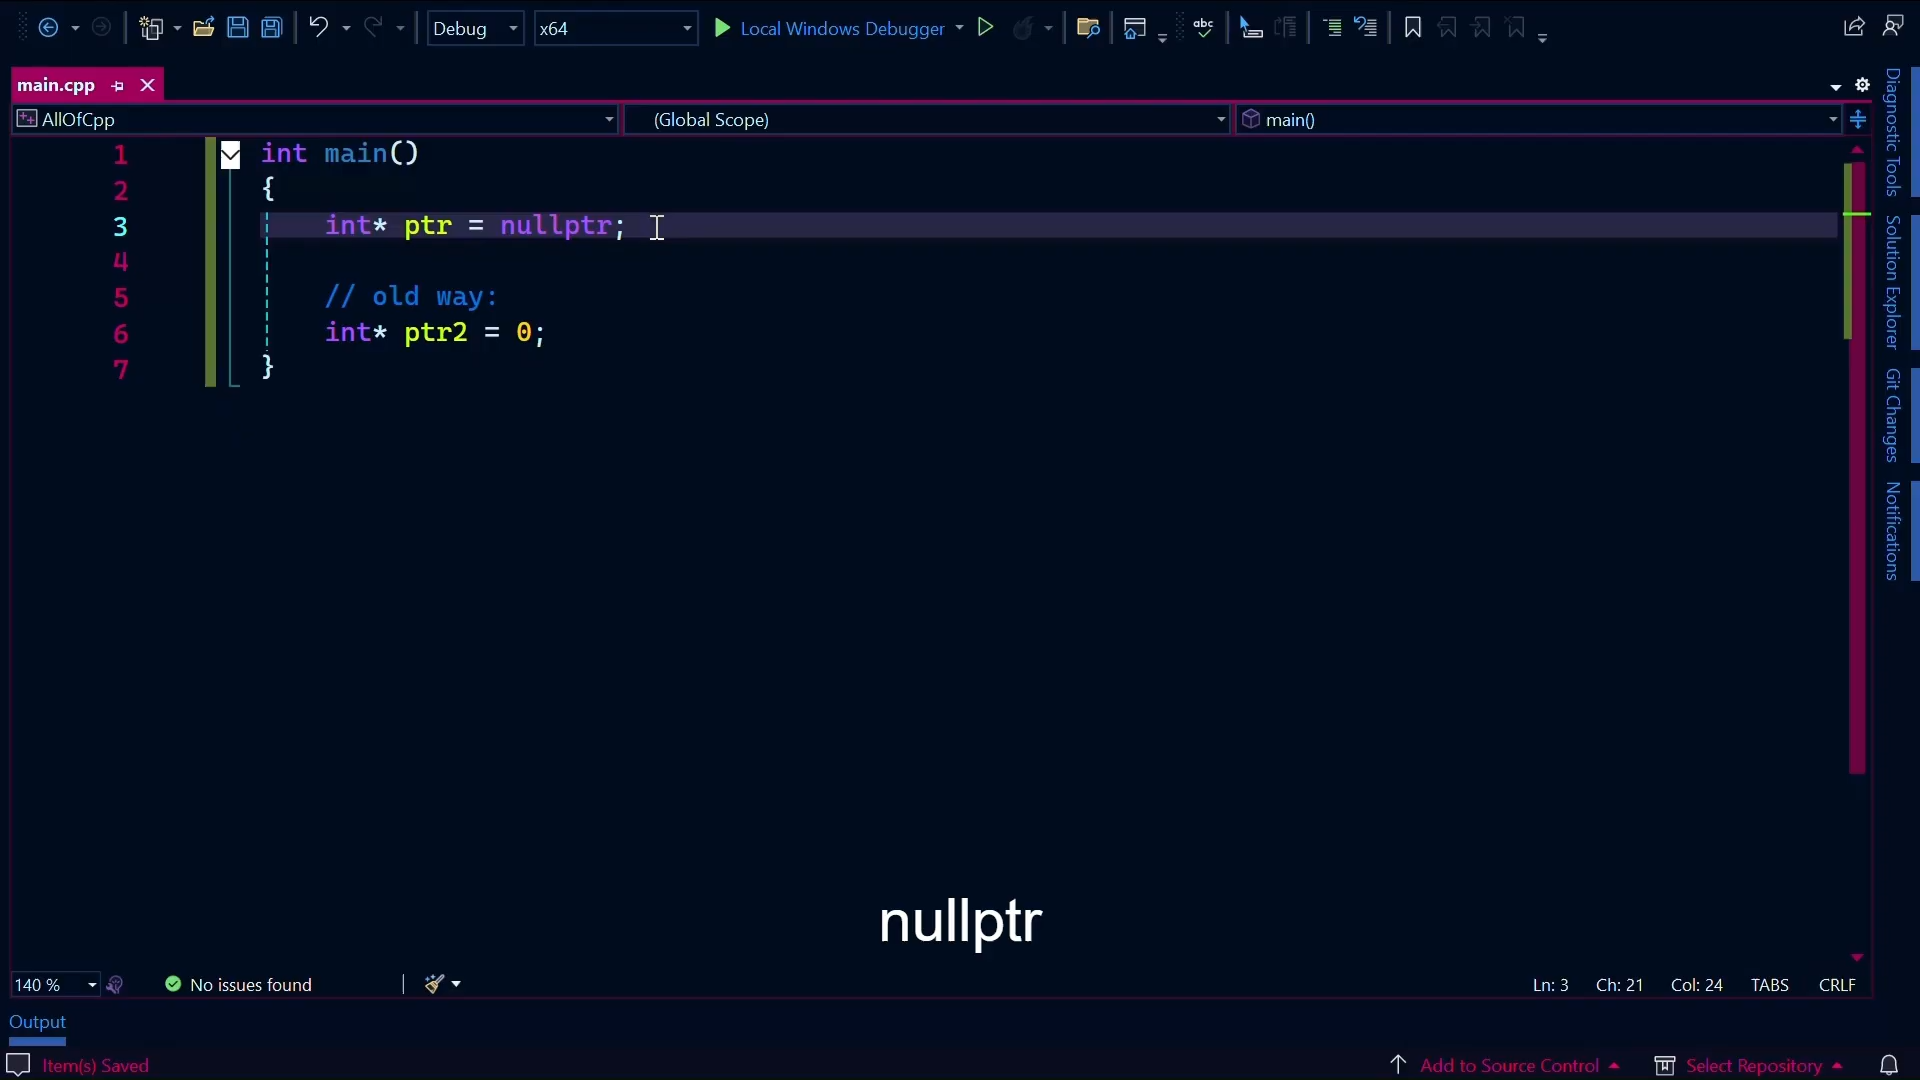 Debug x64 Local Windows Debugger abc
main.cpp
AllOfCpp (Global Scope) main()
1 int main()
2 {
3 int* ptr = nullptr;
4
5 // old way:
6 int* ptr2 = 0;
7 }
Diagnostic Tools
Solution Explorer
Git Changes
Notifications
nullptr
140 % No issues found Ln: 3 Ch: 21 Col: 24 TABS CRLF
Output
Item(s) Saved Add to Source Control Select Repository